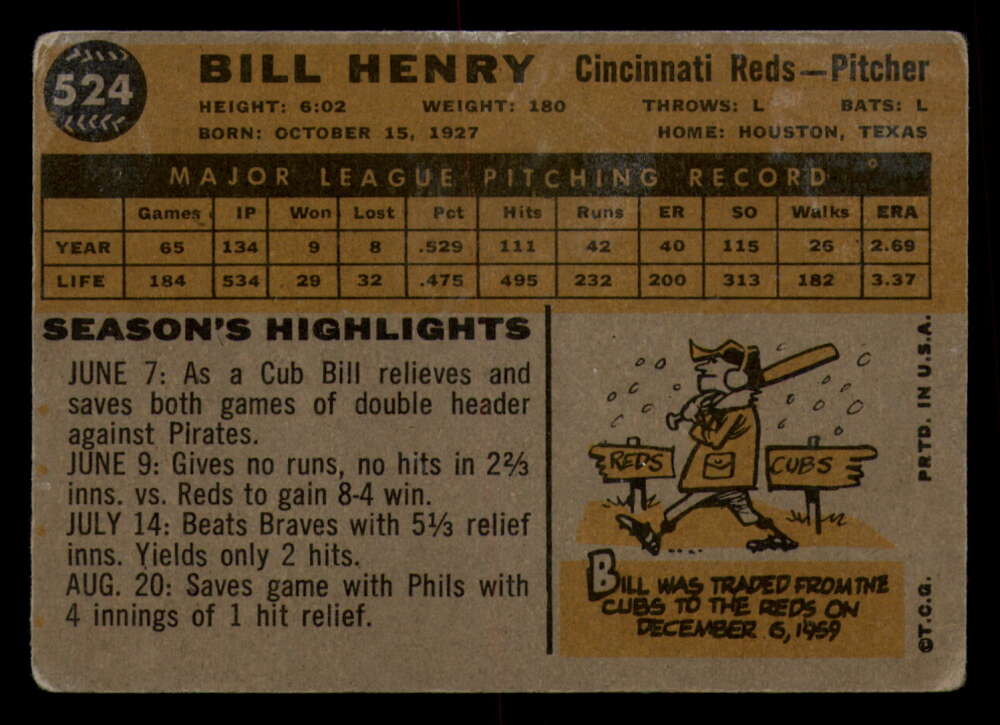 524
BILL HENRY Cincinnati Reds—Pitcher
HEIGHT: 6:02 WEIGHT: 180 THROWS: L BATS: L
BORN: OCTOBER 15, 1927 HOME: HOUSTON, TEXAS
MAJOR LEAGUE PITCHING RECORD
Games IP Won Lost Pct Hits Runs ER SO Walks ERA
YEAR 65 134 9 8 .529 111 42 40 115 26 2.69
LIFE 184 534 29 32 .475 495 232 200 313 182 3.37
SEASON'S HIGHLIGHTS
JUNE 7: As a Cub Bill relieves and
saves both games of double header
against Pirates.
JUNE 9: Gives no runs, no hits in 2⅔
inns. vs. Reds to gain 8-4 win.
JULY 14: Beats Braves with 5⅓ relief
inns. Yields only 2 hits.
AUG. 20: Saves game with Phils with
4 innings of 1 hit relief.
REDS
CUBS
BILL WAS TRADED FROM THE
CUBS TO THE REDS ON
DECEMBER 6, 1959
©T.C.G. PRTD. IN U.S.A.